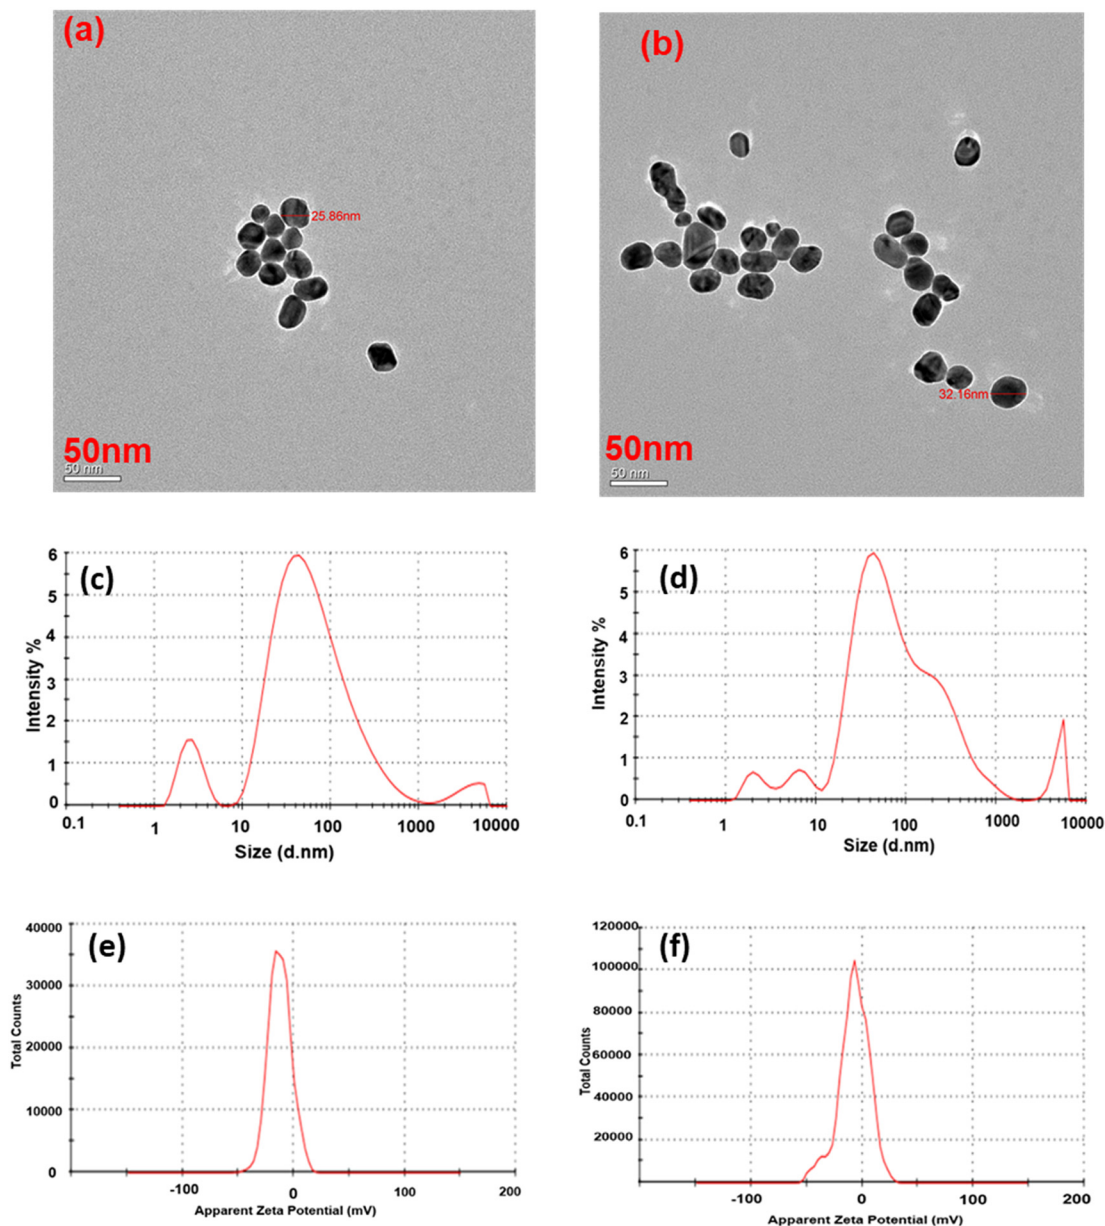 (a)
25.86nm
50nm
50 nm
(b)
32.16nm
50nm
50 nm
(c)
6
5
4
3
2
1
0
Intensity %
0.1 1 10 100 1000 10000
Size (d.nm)
(d)
6
5
4
3
2
1
0
Intensity %
0.1 1 10 100 1000 10000
Size (d.nm)
(e)
40000
30000
20000
10000
0
Total Counts
-100 0 100 200
Apparent Zeta Potential (mV)
(f)
120000
100000
80000
60000
40000
20000
Total Counts
-100 0 100 200
Apparent Zeta Potential (mV)